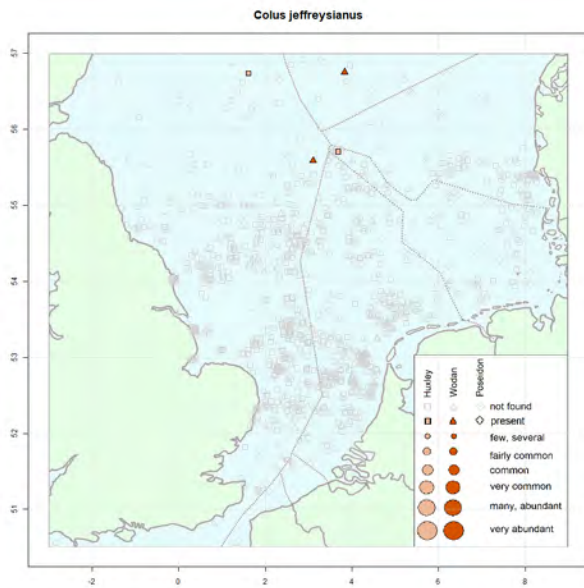 Colus jeffreysianus
57
56
55
54
53
52
51
-2
0
2
4
6
8
Huxley
Wodan
Poseidon
not found
present
few, several
fairly common
common
very common
many, abundant
very abundant